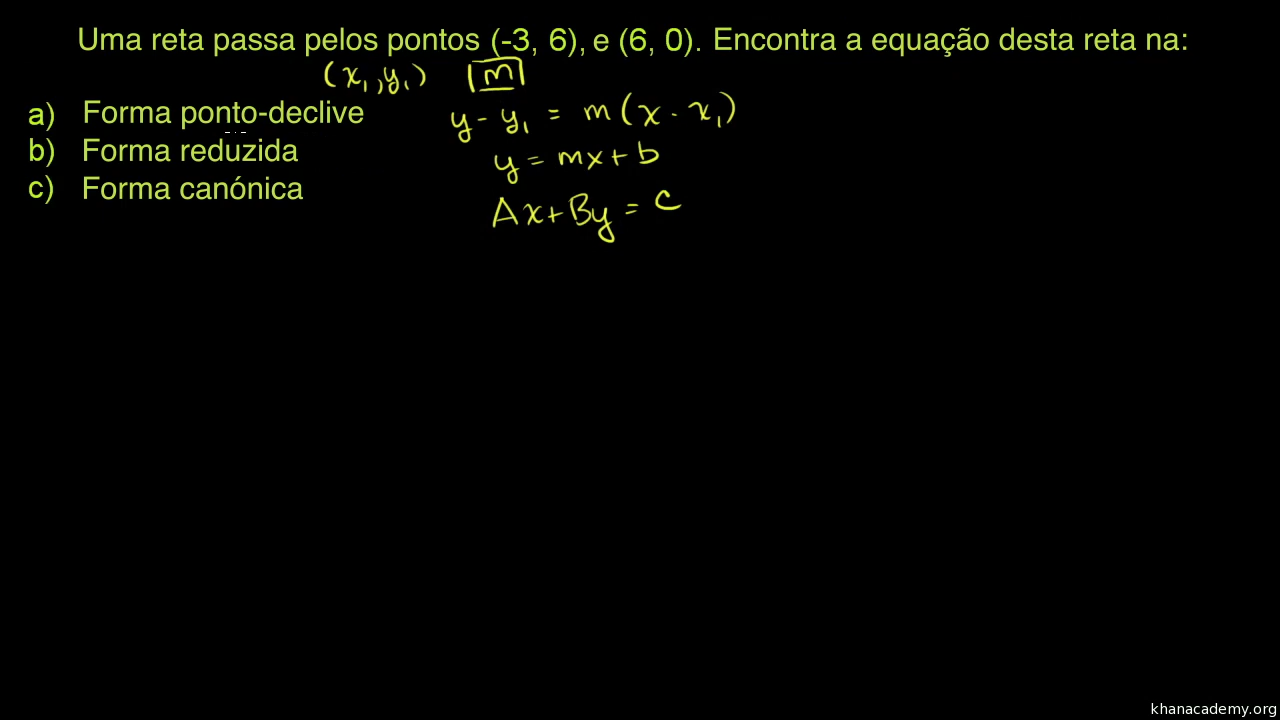 Uma reta passa pelos pontos (-3, 6), e (6, 0). Encontra a equação desta reta na:
(x₁,y₁) m
a) Forma ponto-declive y - y₁ = m(x - x₁)
b) Forma reduzida y = mx + b
c) Forma canónica Ax + By = C
khanacademy.org